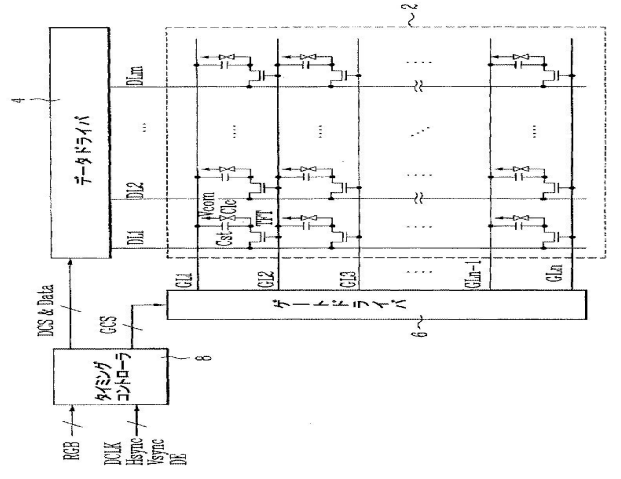 2
4
データドライバ
DL1
DL2
...
DLm
Vcom
Clc
Cst
TFT
GL1
GL2
GL3
GLn-1
GLn
DCS & Data
GCS
ゲートドライバ
6
タイミング
コントローラ
8
RGB
DCLK
Hsync
Vsync
DE